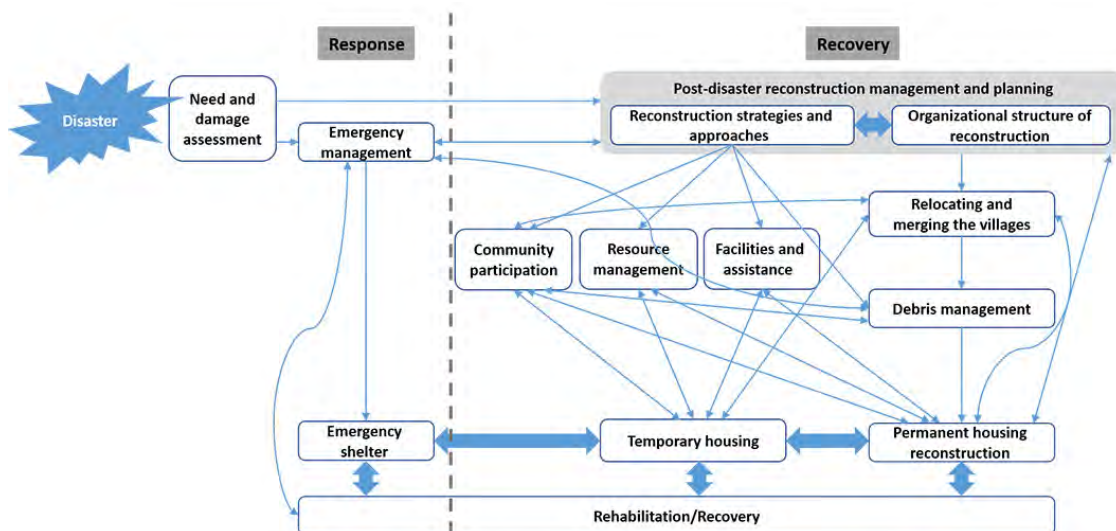 Response
Recovery
Disaster
Need and
damage
assessment
Emergency
management
Post-disaster reconstruction management and planning
Reconstruction strategies and
approaches
Organizational structure of
reconstruction
Relocating and
merging the villages
Community
participation
Resource
management
Facilities and
assistance
Debris management
Emergency
shelter
Temporary housing
Permanent housing
reconstruction
Rehabilitation/Recovery